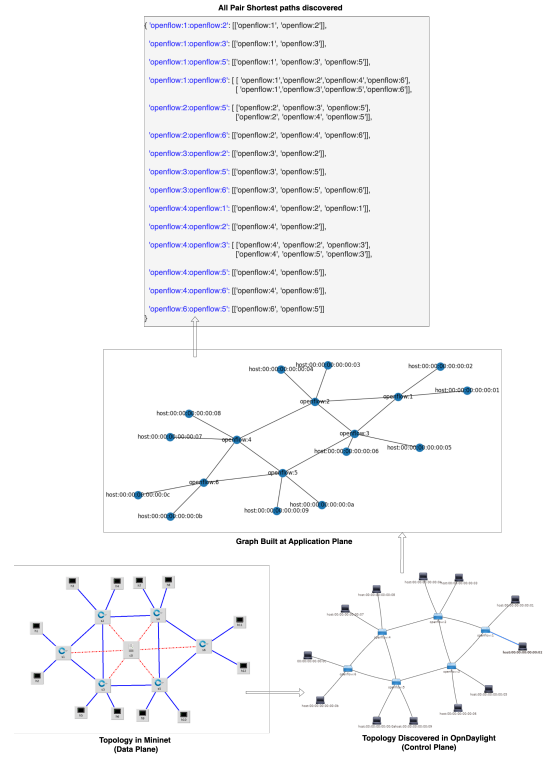 All Pair Shortest paths discovered
{ 'openflow:1:openflow:2': [['openflow:1', 'openflow:2']],
'openflow:1:openflow:3': [['openflow:1', 'openflow:3']],
'openflow:1:openflow:5': [['openflow:1', 'openflow:3', 'openflow:5']],
'openflow:1:openflow:6': [ [ 'openflow:1','openflow:2','openflow:4','openflow:6'],
[ 'openflow:1','openflow:3','openflow:5','openflow:6']],
'openflow:2:openflow:5': [ ['openflow:2', 'openflow:3', 'openflow:5'],
['openflow:2', 'openflow:4', 'openflow:5']],
'openflow:2:openflow:6': [['openflow:2', 'openflow:4', 'openflow:6']],
'openflow:3:openflow:2': [['openflow:3', 'openflow:2']],
'openflow:3:openflow:5': [['openflow:3', 'openflow:5']],
'openflow:3:openflow:6': [['openflow:3', 'openflow:5', 'openflow:6']],
'openflow:4:openflow:1': [['openflow:4', 'openflow:2', 'openflow:1']],
'openflow:4:openflow:2': [['openflow:4', 'openflow:2']],
'openflow:4:openflow:3': [ ['openflow:4', 'openflow:2', 'openflow:3'],
['openflow:4', 'openflow:5', 'openflow:3']],
'openflow:4:openflow:5': [['openflow:4', 'openflow:5']],
'openflow:4:openflow:6': [['openflow:4', 'openflow:6']],
'openflow:6:openflow:5': [['openflow:6', 'openflow:5']]
}
host:00:00:00:00:00:03
host:00:00:00:00:00:04
host:00:00:00:00:00:02
host:00:00:00:00:00:01
openflow:1
openflow:2
host:00:00:00:00:00:08
openflow:3
host:00:00:00:00:00:07
openflow:4
host:00:00:00:00:00:05
host:00:00:00:00:00:06
openflow:5
openflow:6
host:00:00:00:00:00:0c
host:00:00:00:00:00:0a
host:00:00:00:00:00:09
host:00:00:00:00:00:0b
Graph Built at Application Plane
Topology in Mininet
(Data Plane)
Topology Discovered in OpnDaylight
(Control Plane)